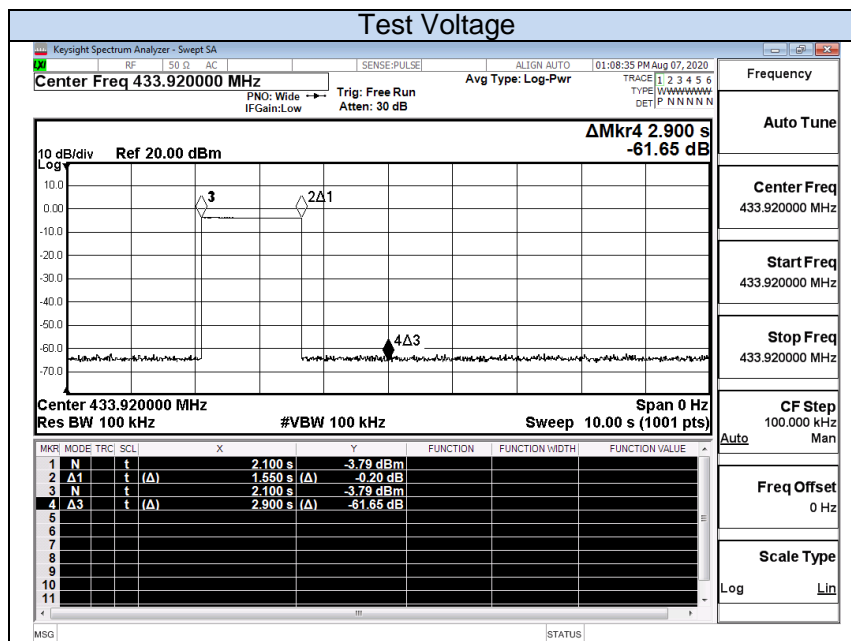 Test Voltage
Keysight Spectrum Analyzer - Swept SA
LXI RF 50 Ω AC SENSE:PULSE ALIGN AUTO 01:08:35 PM Aug 07, 2020
Center Freq 433.920000 MHz
PNO: Wide
IFGain:Low
Trig: Free Run
Atten: 30 dB
Avg Type: Log-Pwr
TRACE 1 2 3 4 5 6
TYPE WWWWWW
DET P N N N N N
ΔMkr4 2.900 s
-61.65 dB
10 dB/div Ref 20.00 dBm
Log
10.0
0.00
-10.0
-20.0
-30.0
-40.0
-50.0
-60.0
-70.0
3
2Δ1
4Δ3
Center 433.920000 MHz Span 0 Hz
Res BW 100 kHz #VBW 100 kHz Sweep 10.00 s (1001 pts)
MKR MODE TRC SCL X Y FUNCTION FUNCTION WIDTH FUNCTION VALUE
1 N t 2.100 s -3.79 dBm
2 Δ1 t (Δ) 1.550 s (Δ) -0.20 dB
3 N t 2.100 s -3.79 dBm
4 Δ3 t (Δ) 2.900 s (Δ) -61.65 dB
5
6
7
8
9
10
11
MSG STATUS
Frequency
Auto Tune
Center Freq
433.920000 MHz
Start Freq
433.920000 MHz
Stop Freq
433.920000 MHz
CF Step
100.000 kHz
Auto Man
Freq Offset
0 Hz
Scale Type
Log Lin